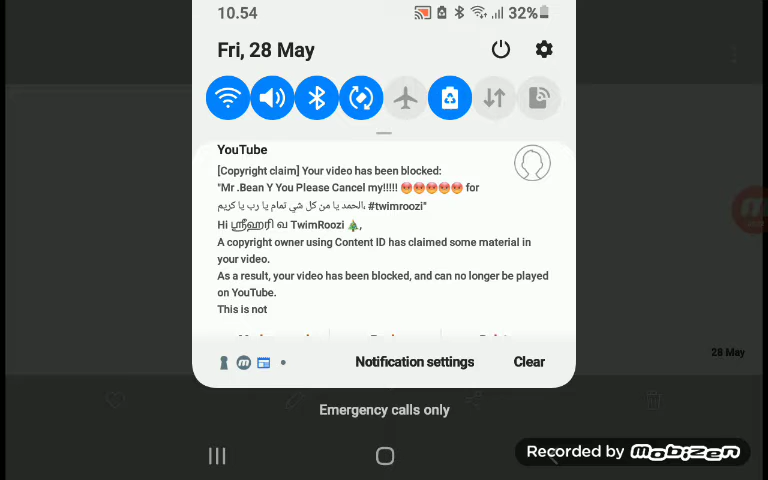 10.54
32%
Fri, 28 May
YouTube
[Copyright claim] Your video has been blocked:
"Mr .Bean Y You Please Cancel my!!!!! 😡😡😡😡😡 for
الحمد يا من كل شي تمام يا رب يا كريم، #twimroozi"
Hi ஸ்ரீஹரி வ TwimRoozi 🎄,
A copyright owner using Content ID has claimed some material in
your video.
As a result, your video has been blocked, and can no longer be played
on YouTube.
This is not
28 May
Notification settings
Clear
Emergency calls only
Recorded by mobizen